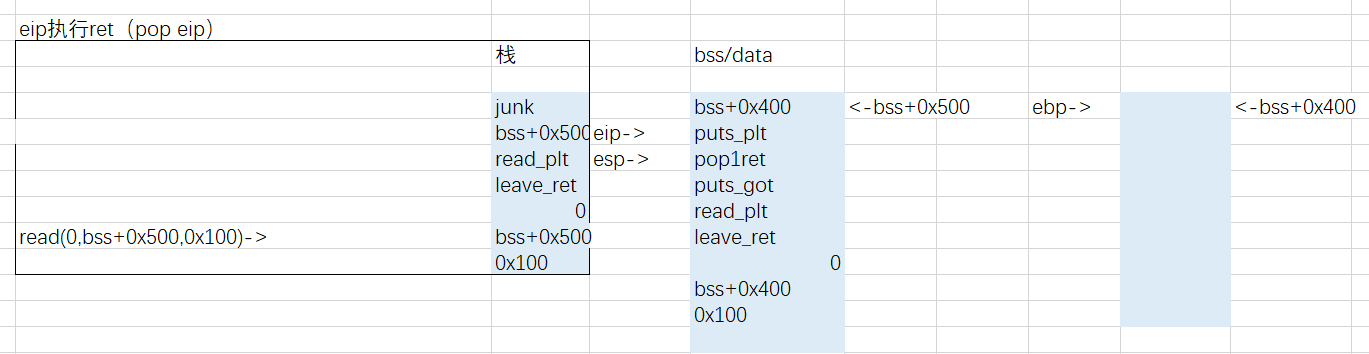 eip执行ret（pop eip）
栈 bss/data
junk bss+0x400 <-bss+0x500 ebp-> <-bss+0x400
bss+0x500 eip-> puts_plt
read_plt esp-> pop1ret
leave_ret puts_got
0 read_plt
read(0,bss+0x500,0x100)-> bss+0x500 leave_ret
0x100 0
bss+0x400
0x100